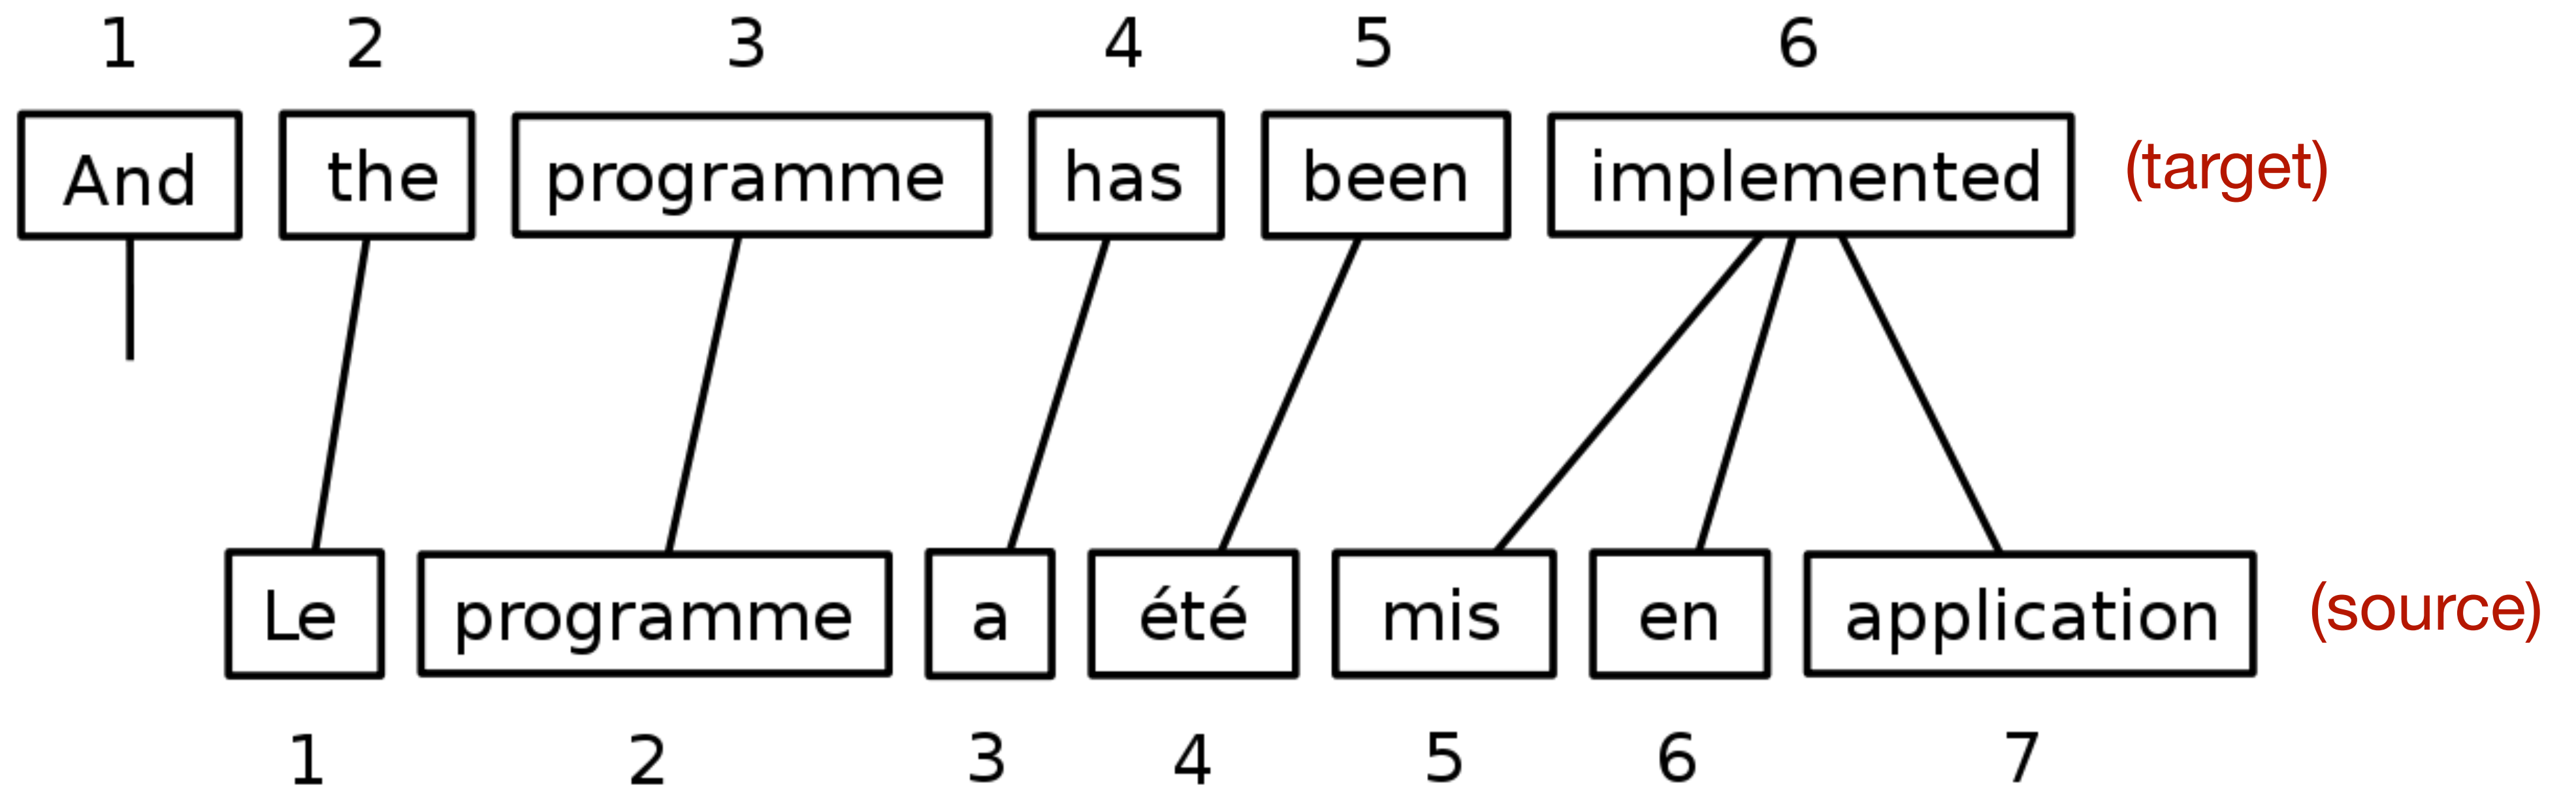 1 2 3 4 5 6
And the programme has been implemented (target)
Le programme a été mis en application (source)
1 2 3 4 5 6 7